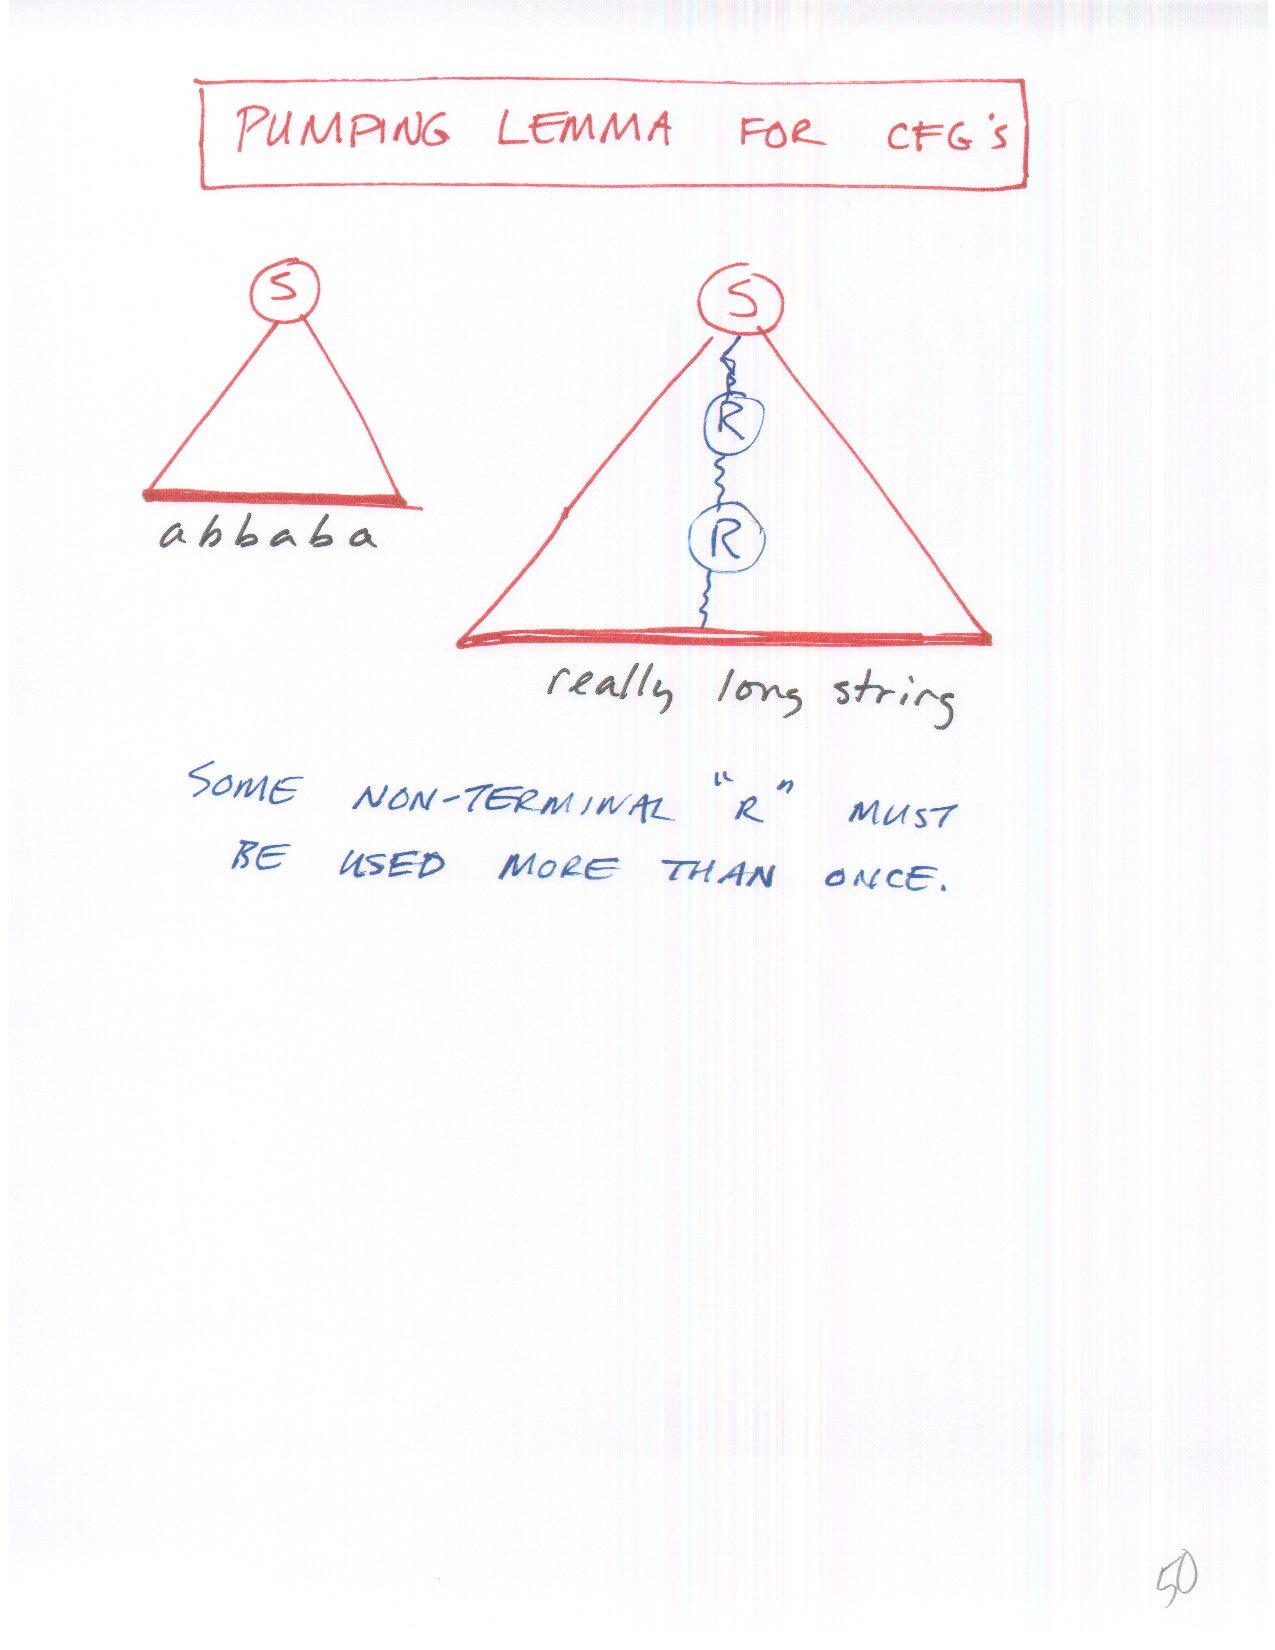 PUMPING LEMMA FOR CFG's
S
S
R
R
abbaba
really long string
SOME NON-TERMINAL "R" MUST
BE USED MORE THAN ONCE.
50